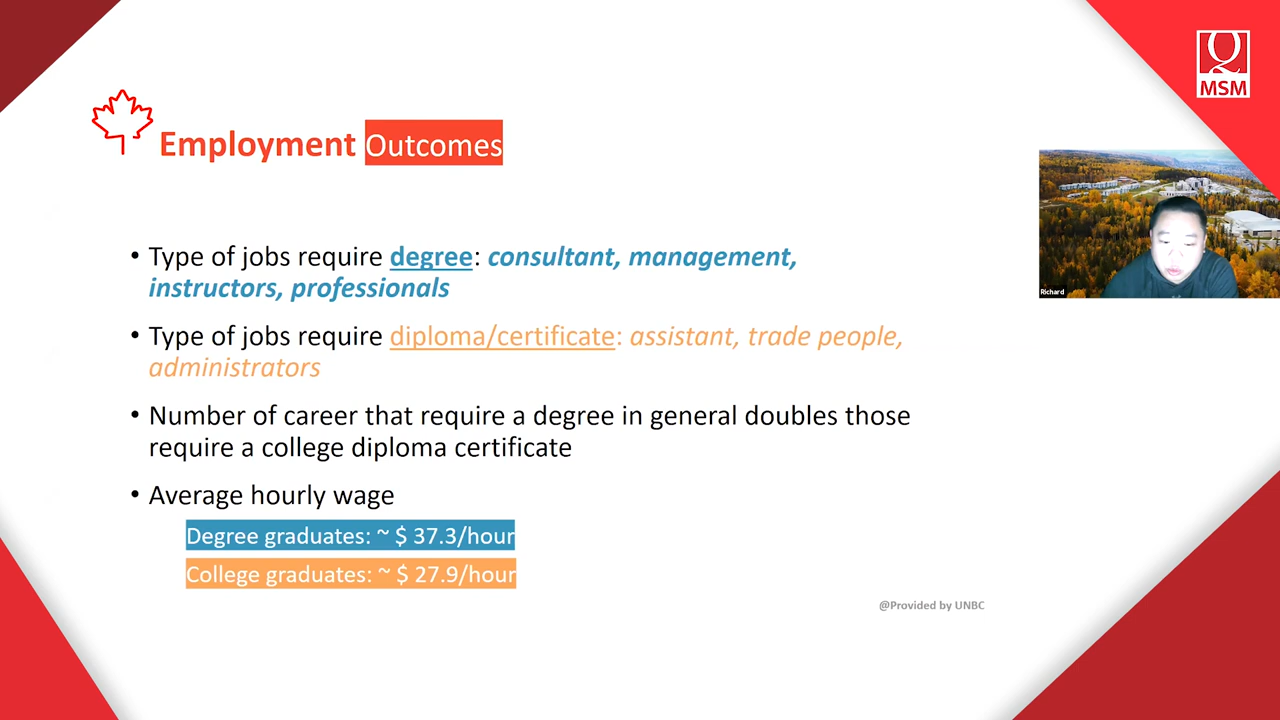 Q
MSM
Employment Outcomes
Richard
• Type of jobs require degree: consultant, management,
instructors, professionals
• Type of jobs require diploma/certificate: assistant, trade people,
administrators
• Number of career that require a degree in general doubles those
require a college diploma certificate
• Average hourly wage
Degree graduates: ~ $ 37.3/hour
College graduates: ~ $ 27.9/hour
@Provided by UNBC